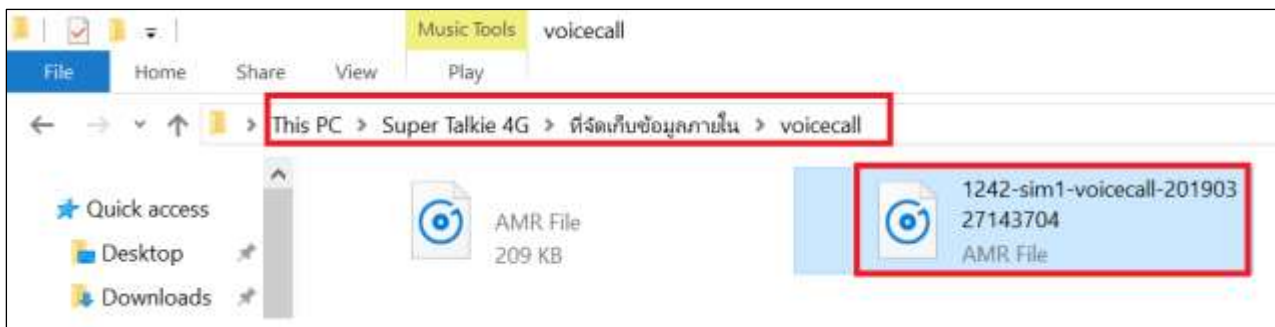 Music Tools voicecall
File Home Share View Play
This PC > Super Talkie 4G > ที่จัดเก็บข้อมูลภายใน > voicecall
Quick access
Desktop
Downloads
AMR File
209 KB
1242-sim1-voicecall-201903
27143704
AMR File